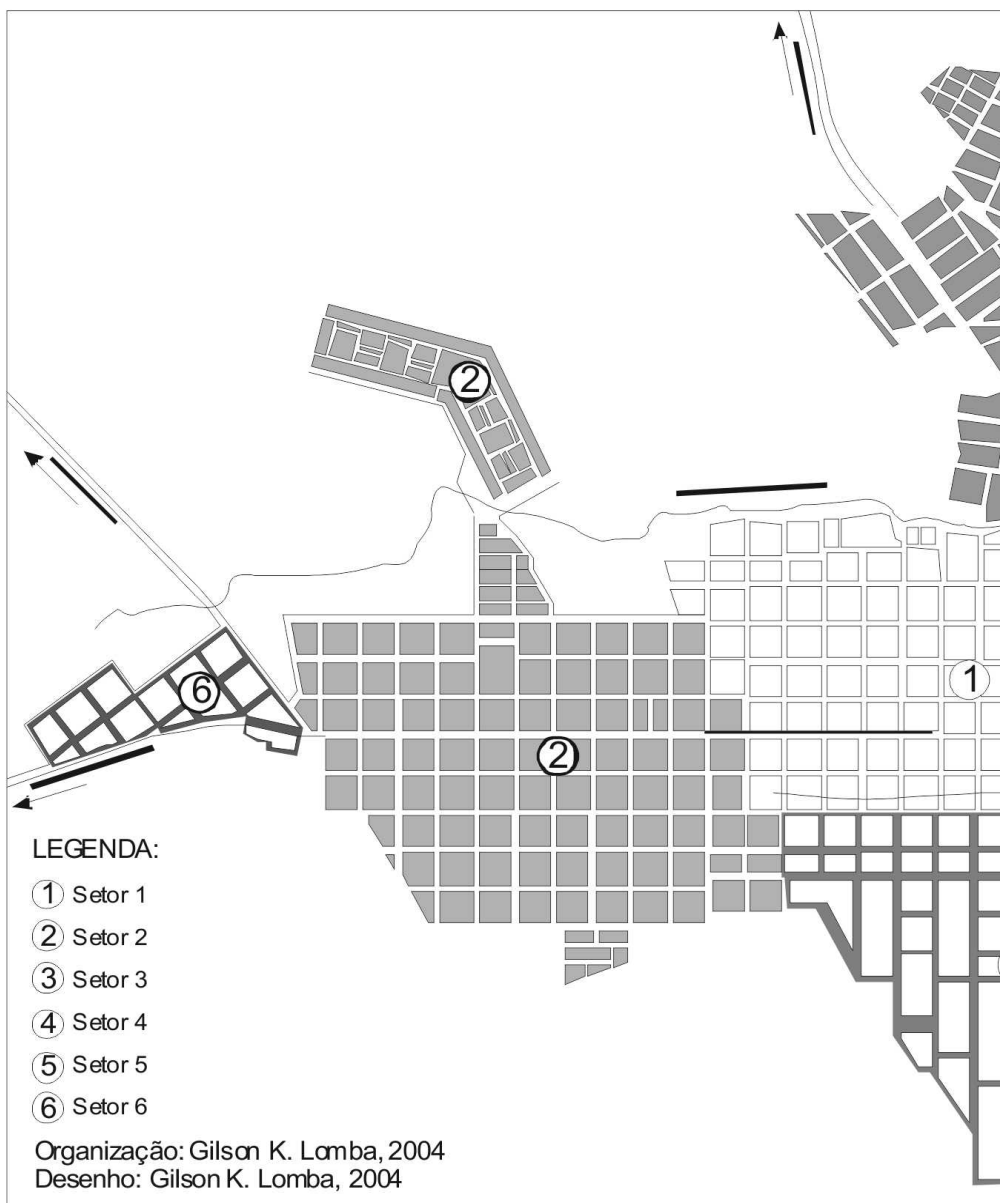 2
1
6
2
LEGENDA:
1 Setor 1
2 Setor 2
3 Setor 3
4 Setor 4
5 Setor 5
6 Setor 6
Organização: Gilson K. Lomba, 2004
Desenho: Gilson K. Lomba, 2004